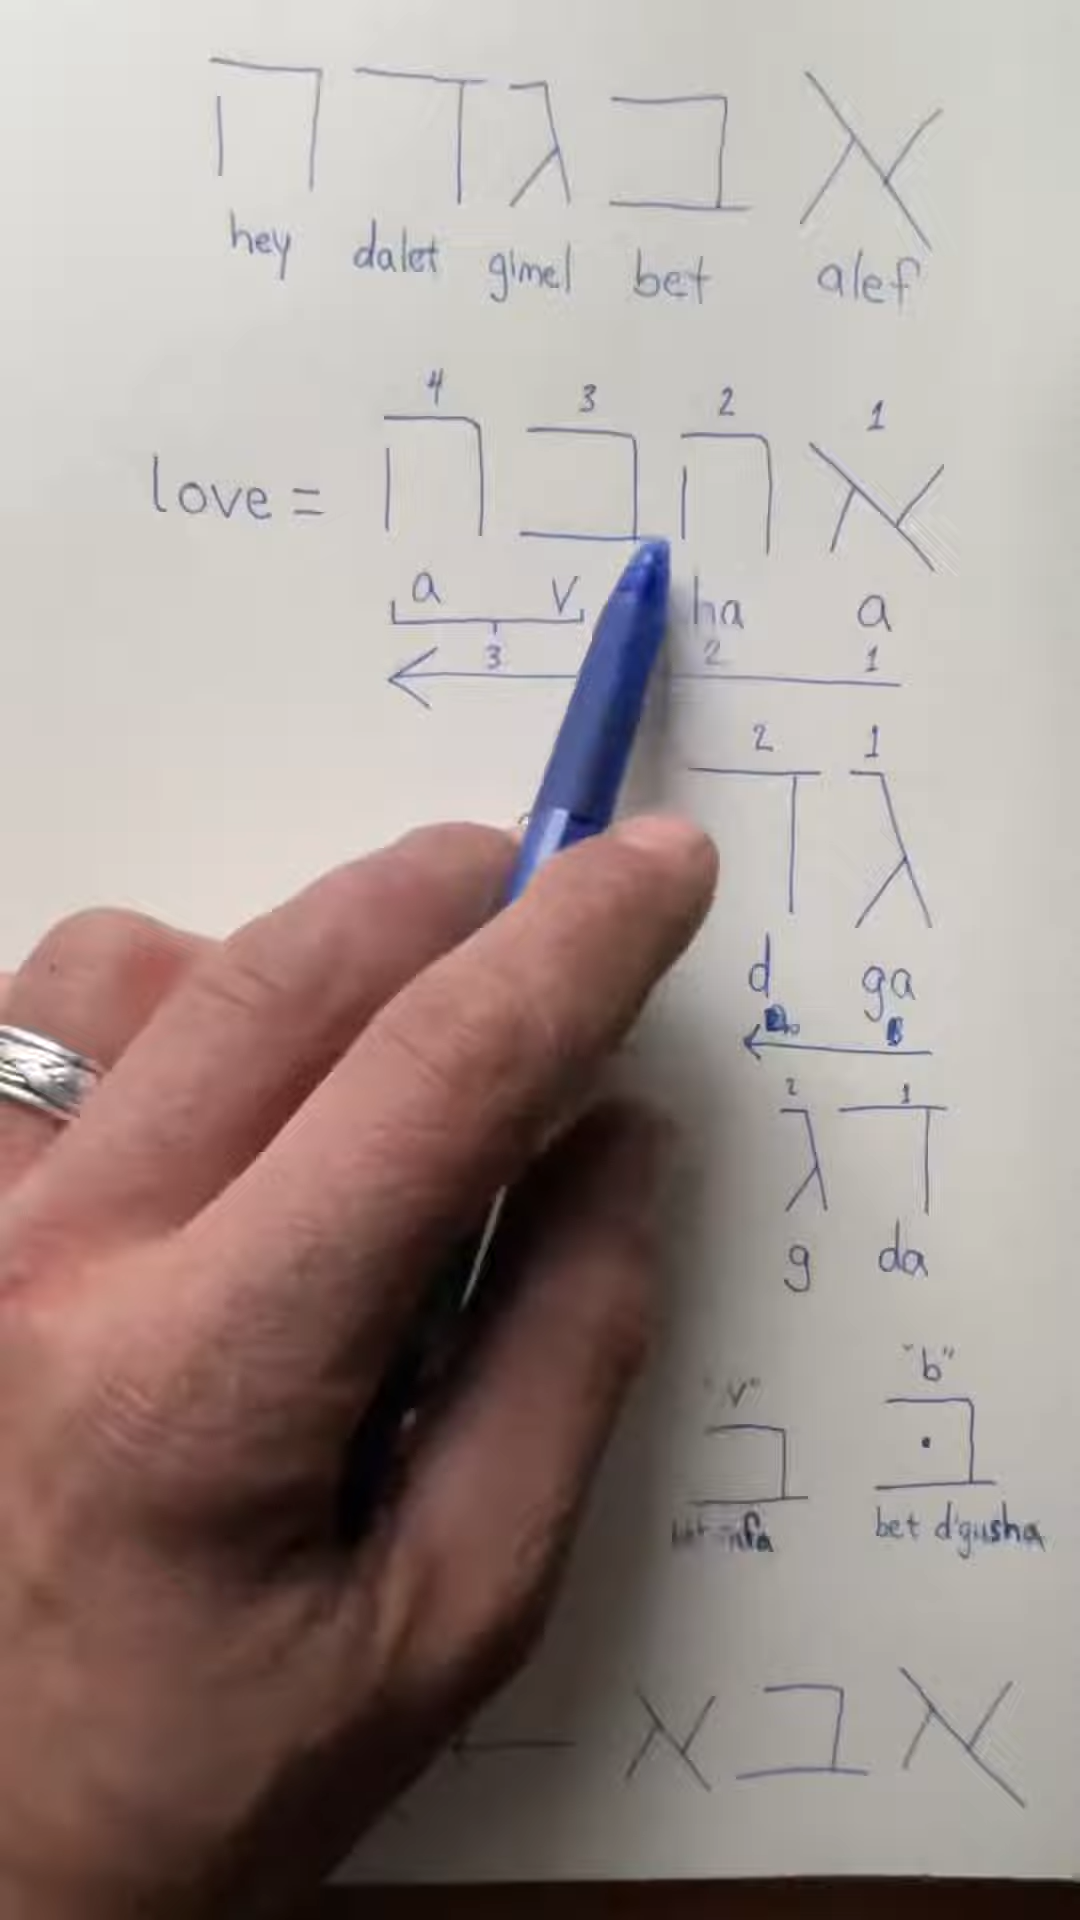 א ב ג ד ה
hey dalet gimel bet alef
4 3 2 1
love = אהבה
a v ha a
3 2 1
2 1
גד
d ga
2 1
דג
g da
"v" "b"
ב בּ
bet d'gusha
אבא